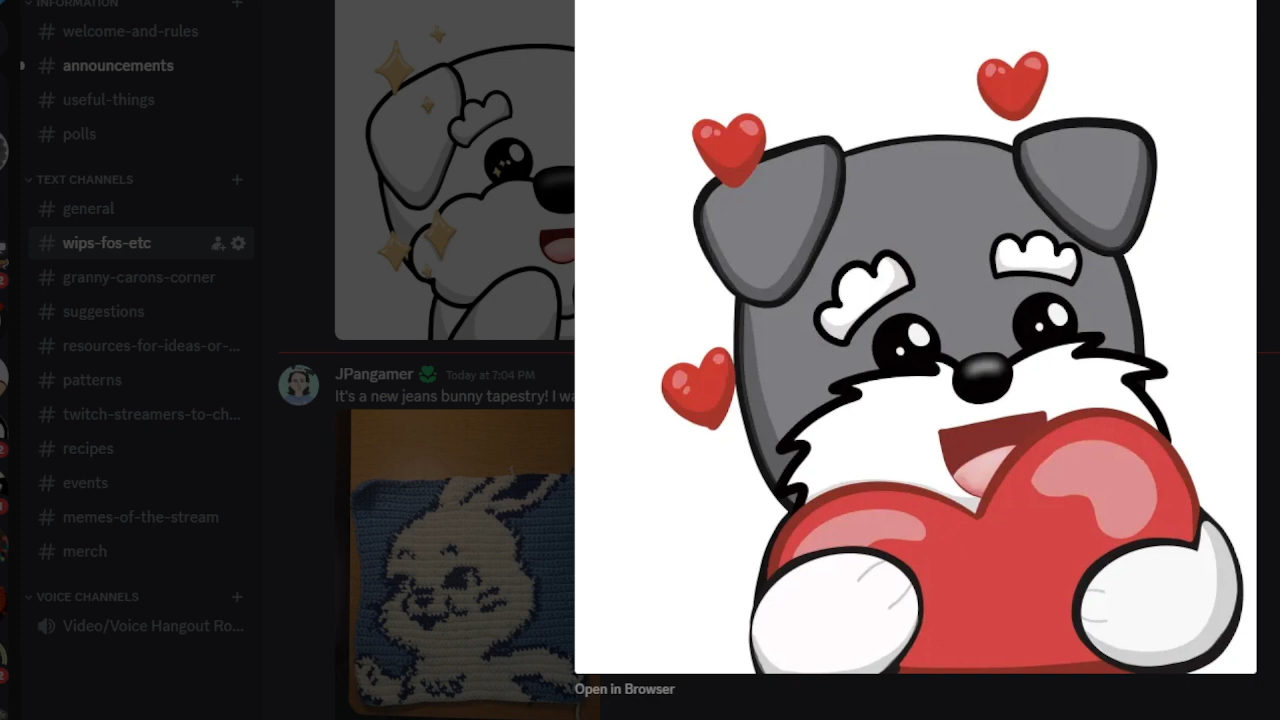 INFORMATION
welcome-and-rules
announcements
useful-things
polls
TEXT CHANNELS
general
wips-fos-etc
granny-carons-corner
suggestions
resources-for-ideas-or-...
patterns
twitch-streamers-to-ch...
recipes
events
memes-of-the-stream
merch
VOICE CHANNELS
Video/Voice Hangout Ro...
JPangamer Today at 7:04 PM
It's a new jeans bunny tapestry! I wa
Open in Browser